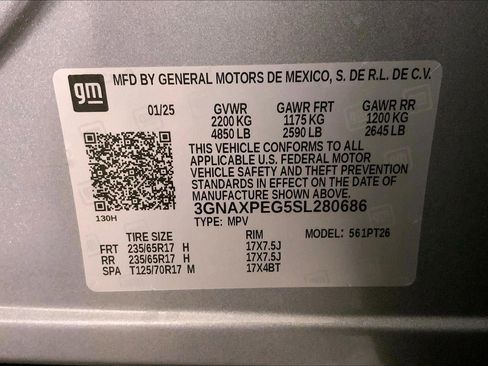 gm
MFD BY GENERAL MOTORS DE MEXICO, S. DE R.L. DE C.V.
01/25 GVWR GAWR FRT GAWR RR
2200 KG 1175 KG 1200 KG
4850 LB 2590 LB 2645 LB
THIS VEHICLE CONFORMS TO ALL
APPLICABLE U.S. FEDERAL MOTOR
VEHICLE SAFETY AND THEFT PREVENTION
STANDARDS IN EFFECT ON THE DATE OF
MANUFACTURE SHOWN ABOVE.
130H
3GNAXPEG5SL280686
TYPE: MPV MODEL: 561PT26
TIRE SIZE RIM
FRT 235/65R17 H 17X7.5J
RR 235/65R17 H 17X7.5J
SPA T125/70R17 M 17X4BT